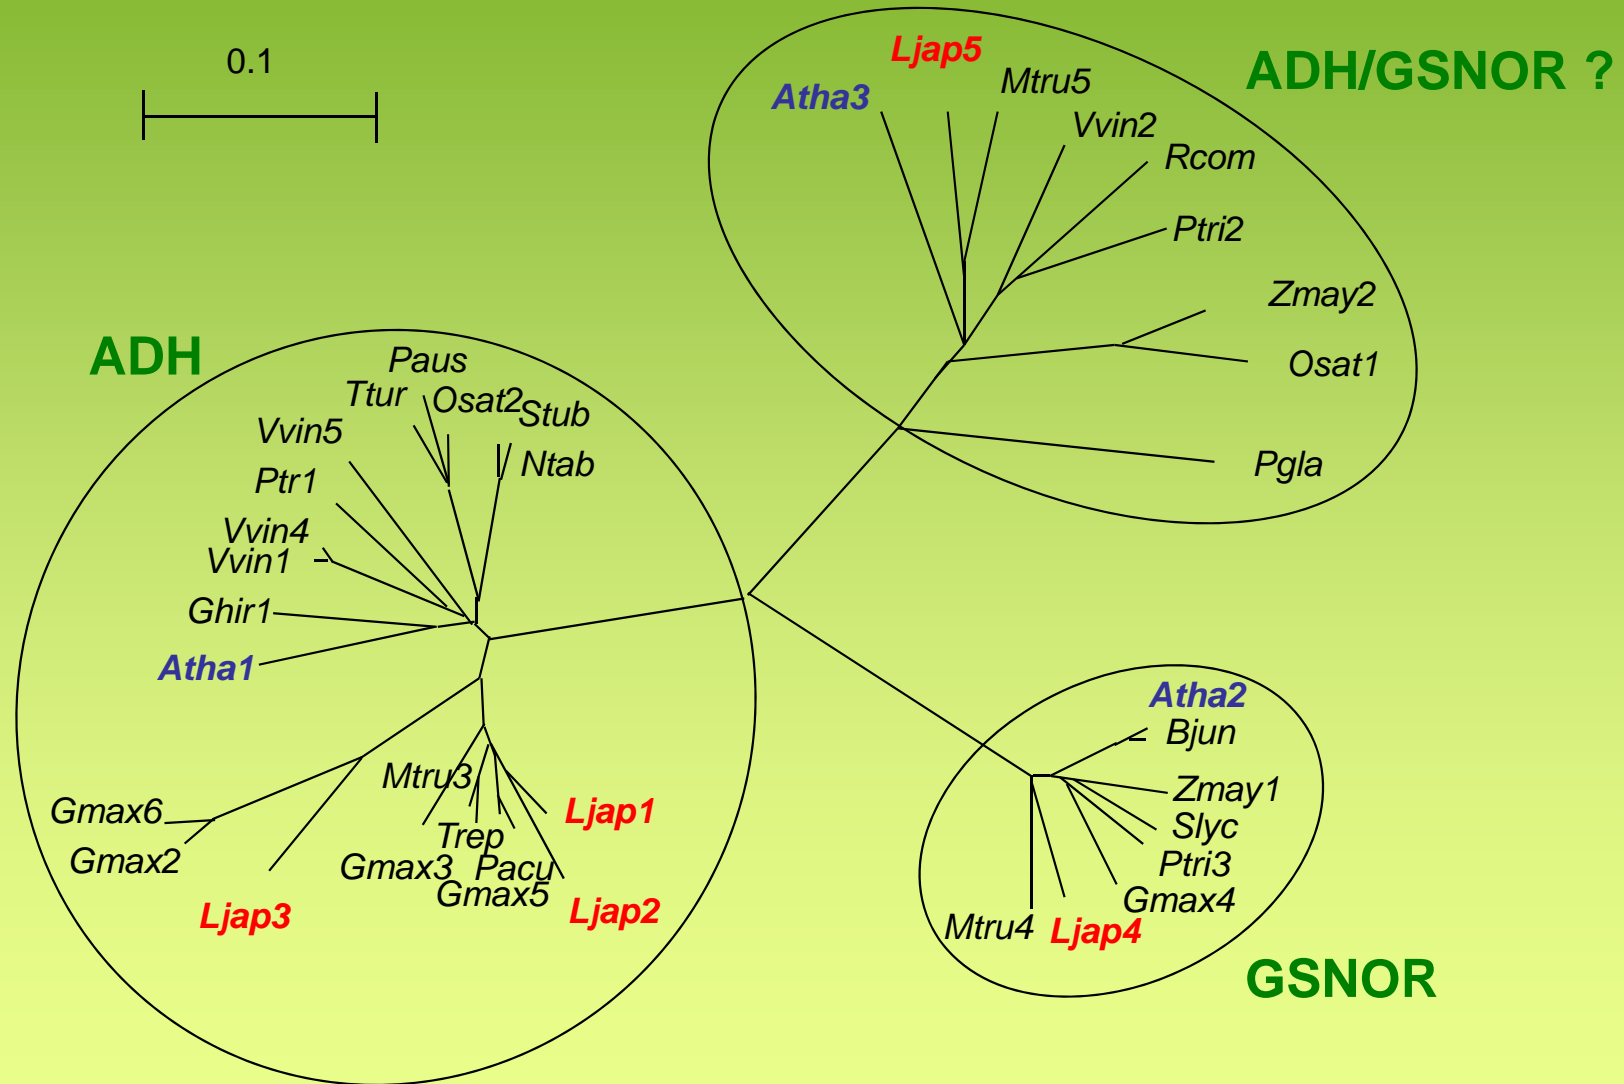 0.1
Ljap5
ADH/GSNOR ?
Atha3
Mtru5
Vvin2
Rcom
Ptri2
Zmay2
Osat1
Pgla
ADH
Paus
Ttur
Osat2
Stub
Vvin5
Ntab
Ptr1
Vvin4
Vvin1
Ghir1
Atha1
Mtru3
Gmax6
Gmax2
Ljap3
Gmax3
Trep
Pacu
Gmax5
Ljap1
Ljap2
Atha2
Bjun
Zmay1
Slyc
Ptri3
Gmax4
Mtru4
Ljap4
GSNOR